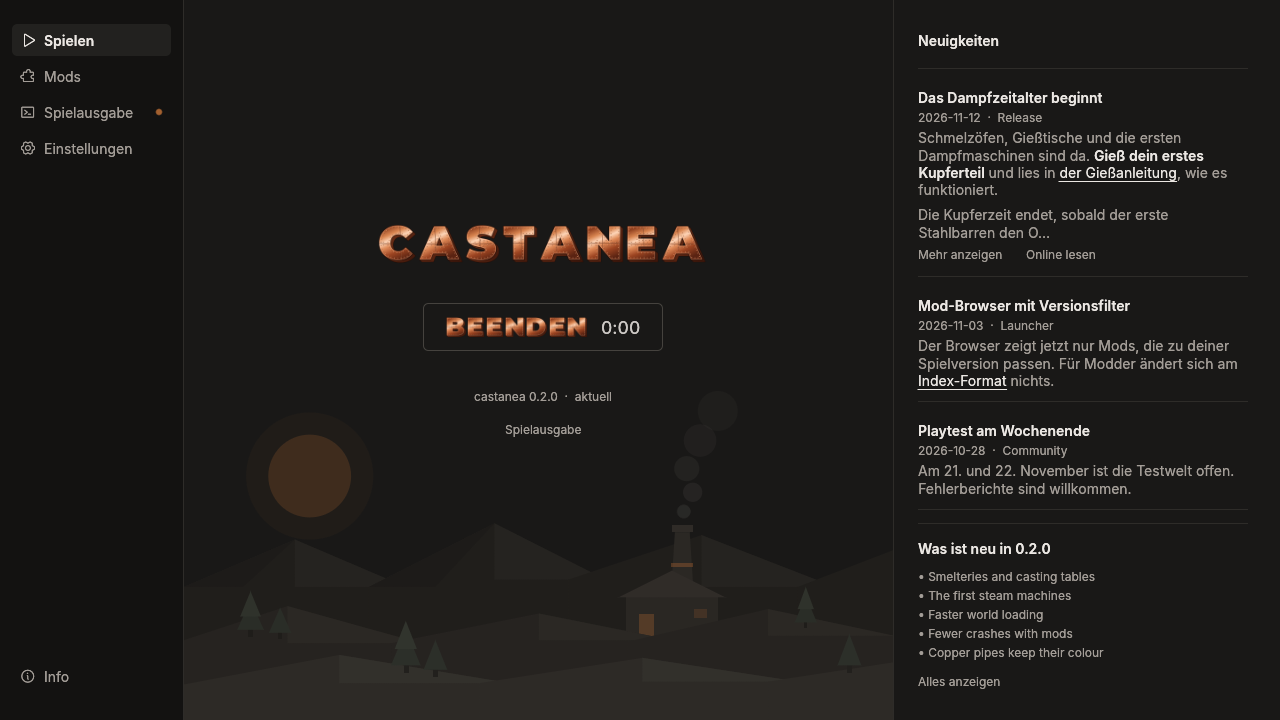 Spielen
Mods
Spielausgabe
Einstellungen
Info
CASTANEA
BEENDEN 0:00
castanea 0.2.0 · aktuell
Spielausgabe
Neuigkeiten
Das Dampfzeitalter beginnt
2026-11-12 · Release
Schmelzöfen, Gießtische und die ersten
Dampfmaschinen sind da. Gieß dein erstes
Kupferteil und lies in der Gießanleitung, wie es
funktioniert.
Die Kupferzeit endet, sobald der erste
Stahlbarren den O...
Mehr anzeigen Online lesen
Mod-Browser mit Versionsfilter
2026-11-03 · Launcher
Der Browser zeigt jetzt nur Mods, die zu deiner
Spielversion passen. Für Modder ändert sich am
Index-Format nichts.
Playtest am Wochenende
2026-10-28 · Community
Am 21. und 22. November ist die Testwelt offen.
Fehlerberichte sind willkommen.
Was ist neu in 0.2.0
• Smelteries and casting tables
• The first steam machines
• Faster world loading
• Fewer crashes with mods
• Copper pipes keep their colour
Alles anzeigen